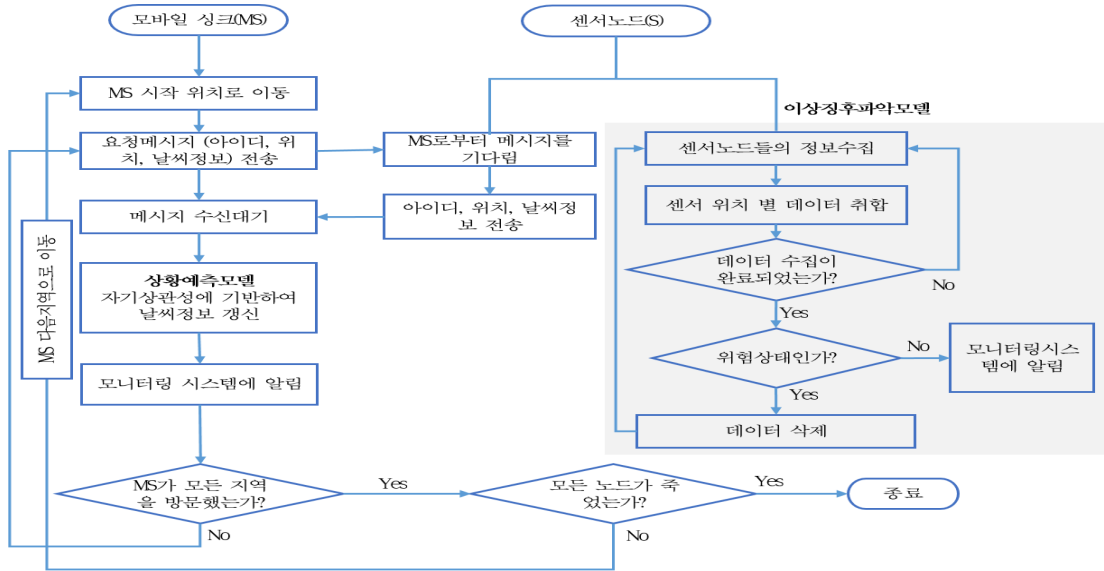 모바일 싱크(MS)
센서노드(S)
MS 시작 위치로 이동
이상징후파악모델
요청메시지 (아이디, 위
치, 날씨정보) 전송
MS로부터 메시지를
기다림
센서노드들의 정보수집
메시지 수신대기
아이디, 위치, 날씨정
보 전송
센서 위치 별 데이터 취합
MS 다음지역으로 이동
상황예측모델
자기상관성에 기반하여
날씨정보 갱신
데이터 수집이
완료되었는가?
No
Yes
모니터링 시스템에 알림
위험상태인가?
No
모니터링시스
템에 알림
Yes
데이터 삭제
MS가 모든 지역
을 방문했는가?
Yes
모든 노드가 죽
었는가?
Yes
종료
No
No